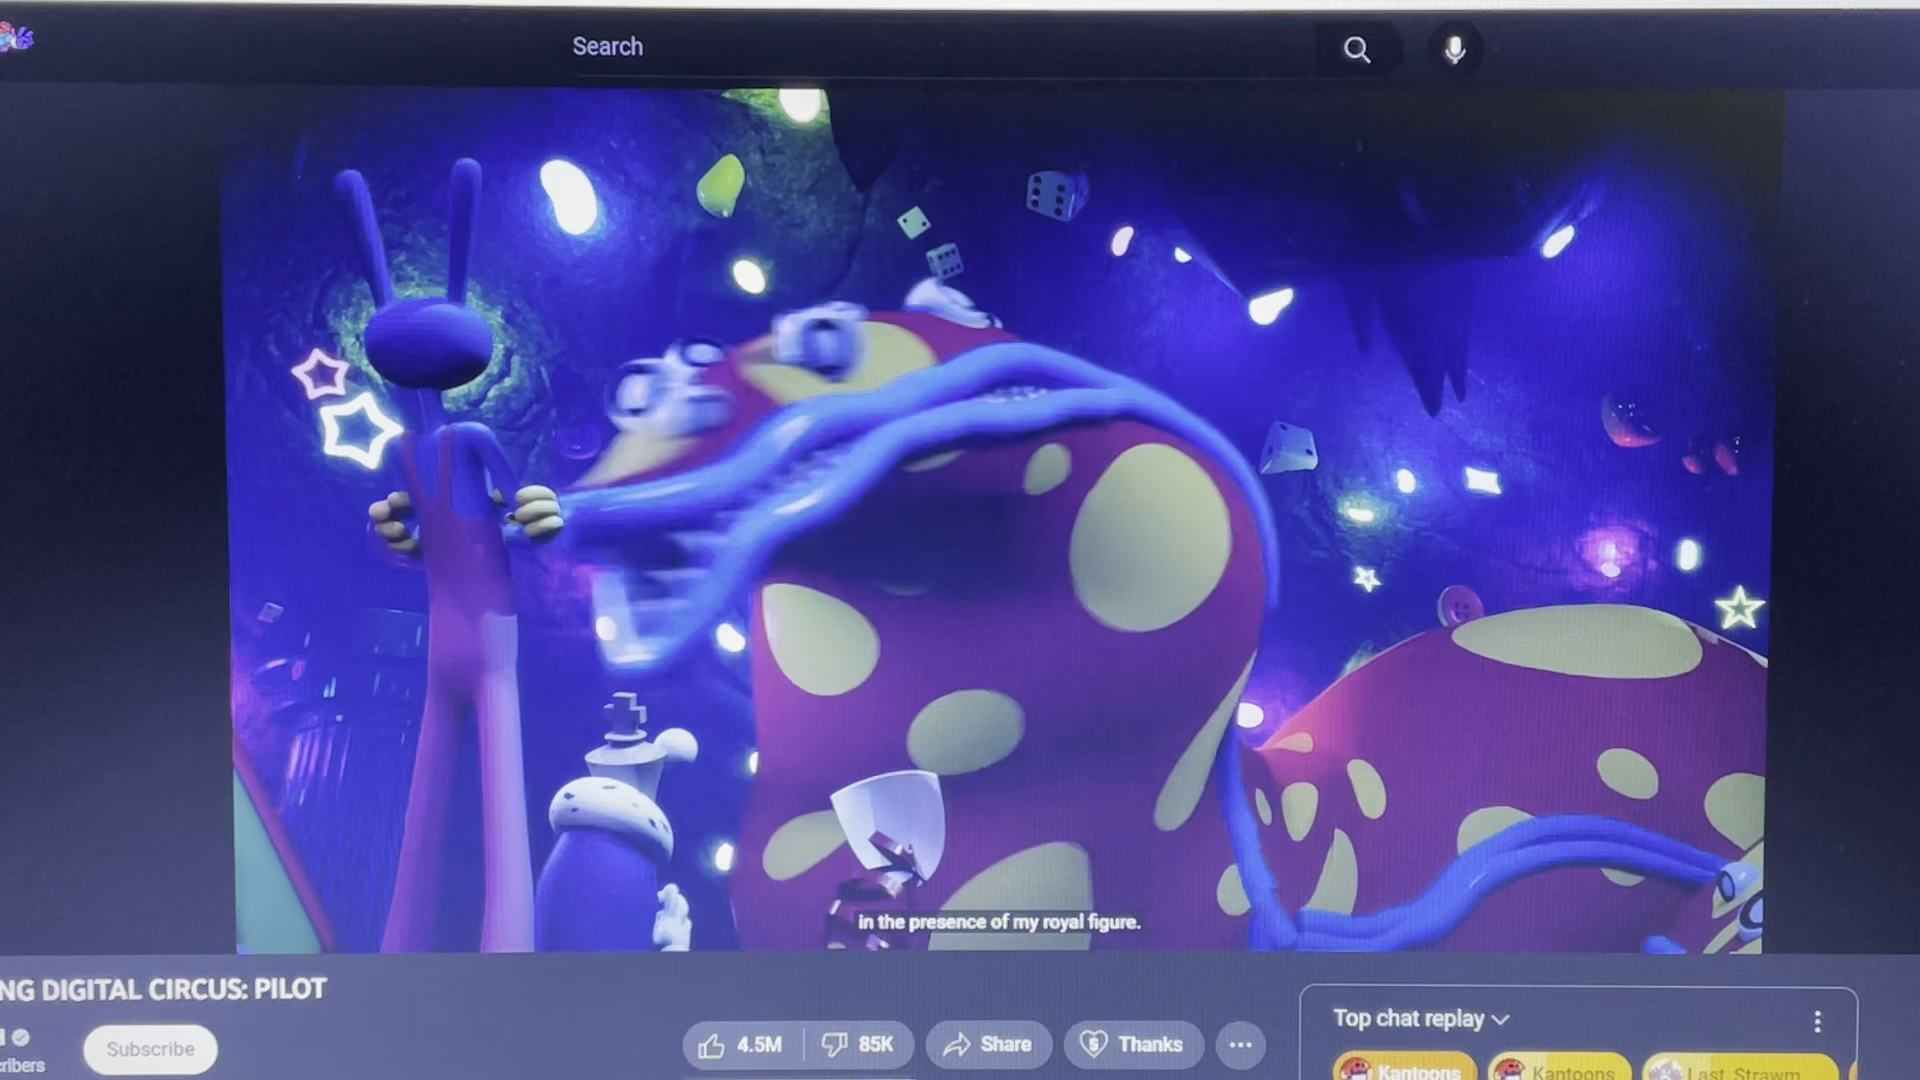 Search
in the presence of my royal figure.
NG DIGITAL CIRCUS: PILOT
Subscribe
4.5M
85K
Share
Thanks
Top chat replay
Kantoons
Kantoons
Last_Strawm